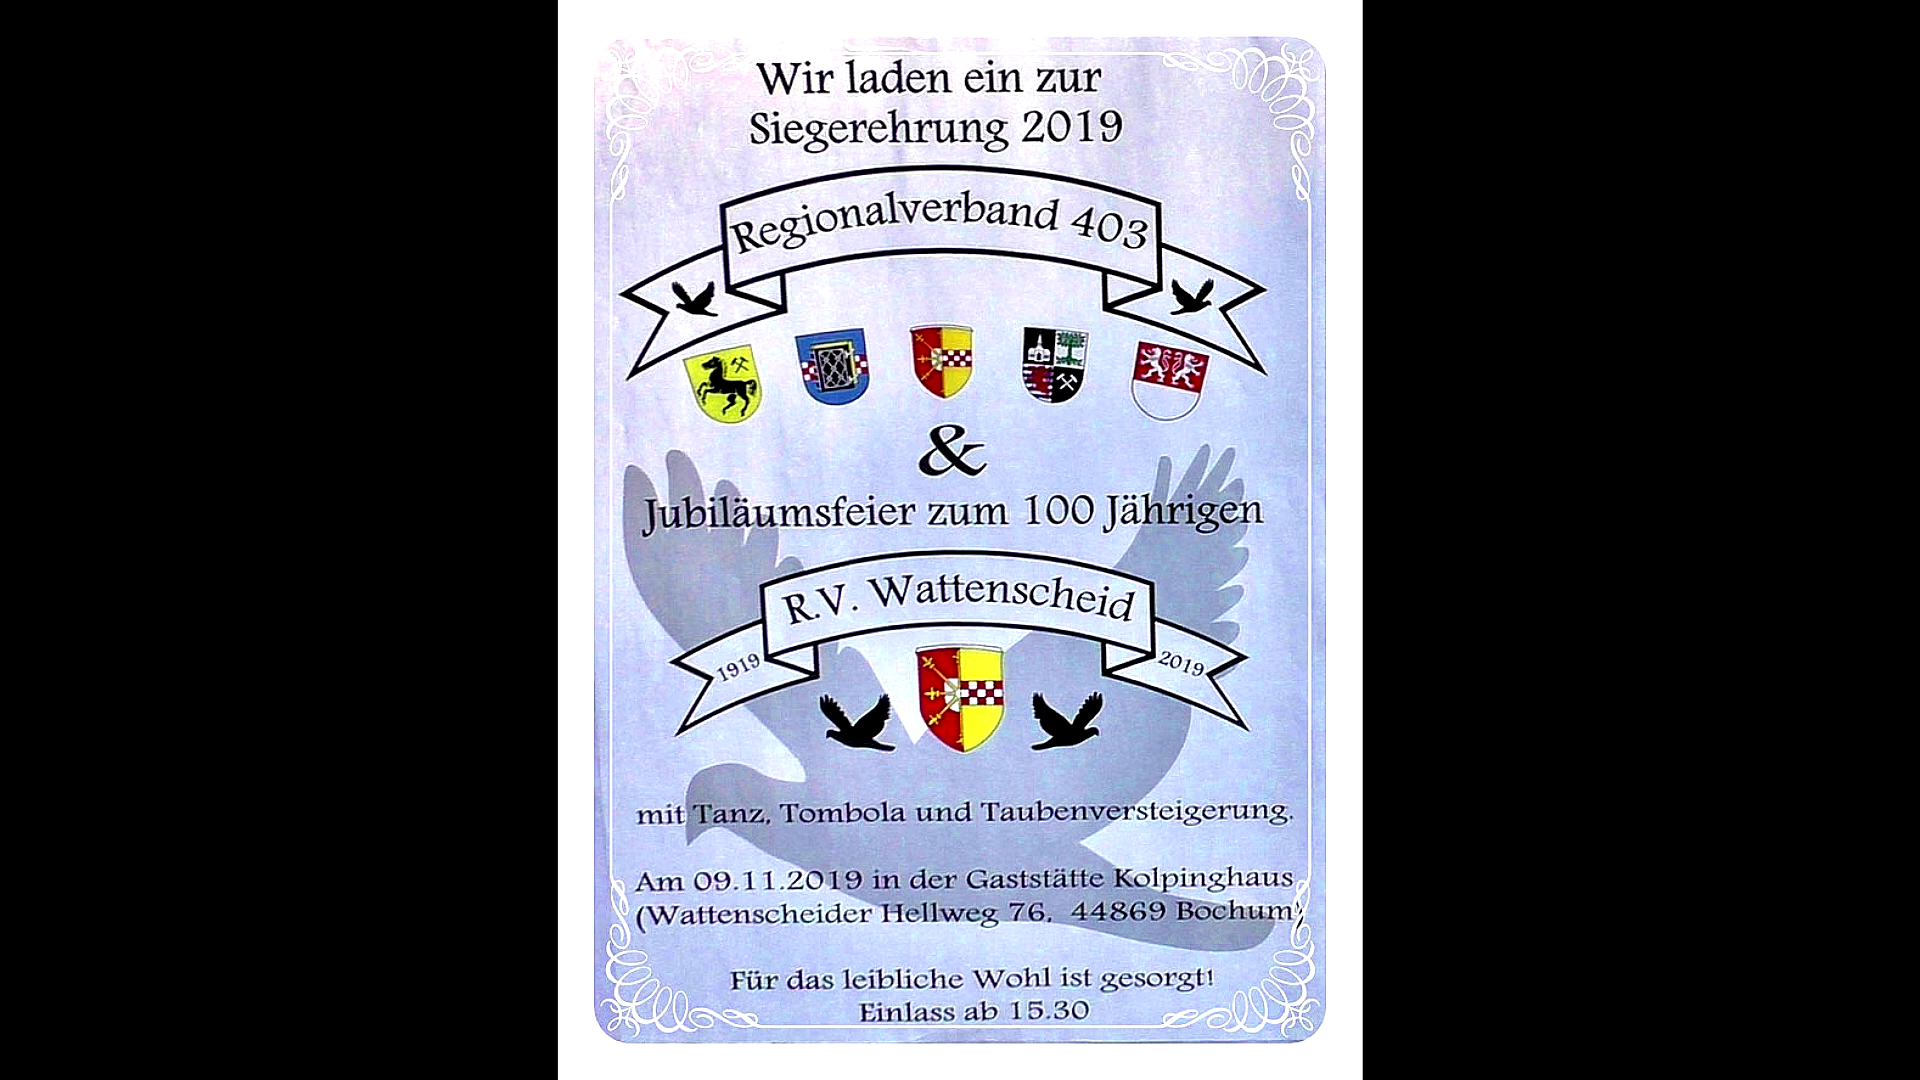 Wir laden ein zur
Siegerehrung 2019
Regionalverband 403
&
Jubiläumsfeier zum 100 Jährigen
R.V. Wattenscheid
1919
2019
mit Tanz, Tombola und Taubenversteigerung.
Am 09.11.2019 in der Gaststätte Kolpinghaus
(Wattenscheider Hellweg 76, 44869 Bochum)
Für das leibliche Wohl ist gesorgt!
Einlass ab 15.30